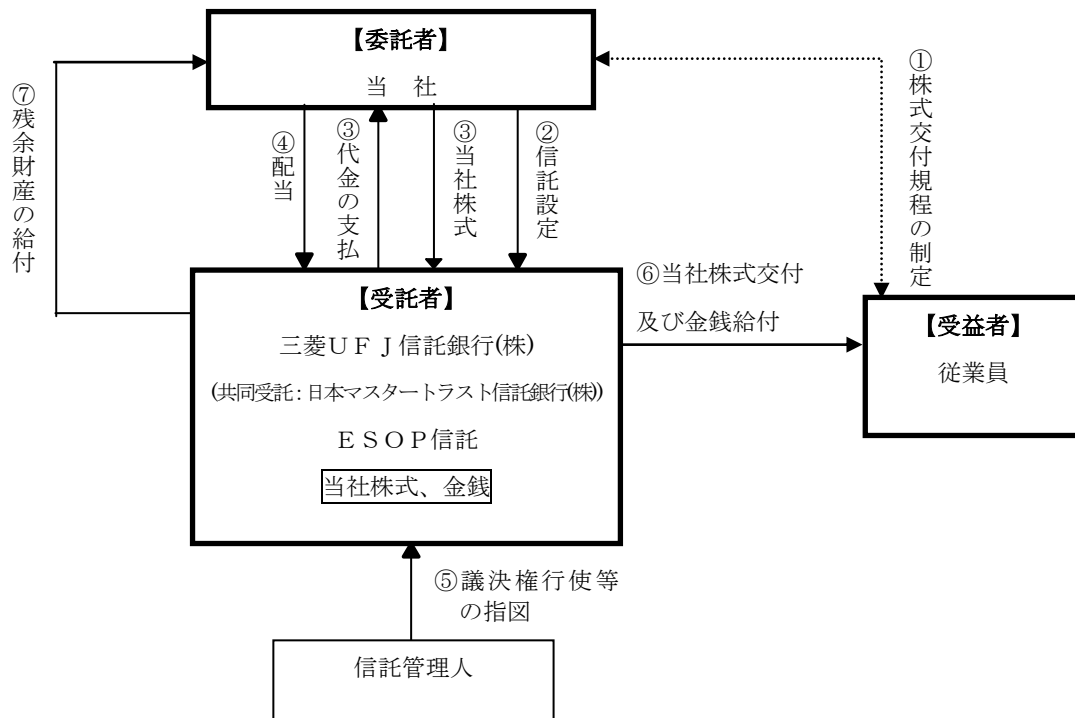 【委託者】
当　社
①株式交付規程の制定
⑦残余財産の給付
④配当
③代金の支払
③当社株式
②信託設定
【受託者】
三菱ＵＦＪ信託銀行(株)
(共同受託：日本マスタートラスト信託銀行(株))
ＥＳＯＰ信託
当社株式、金銭
⑥当社株式交付
及び金銭給付
【受益者】
従業員
⑤議決権行使等
の指図
信託管理人